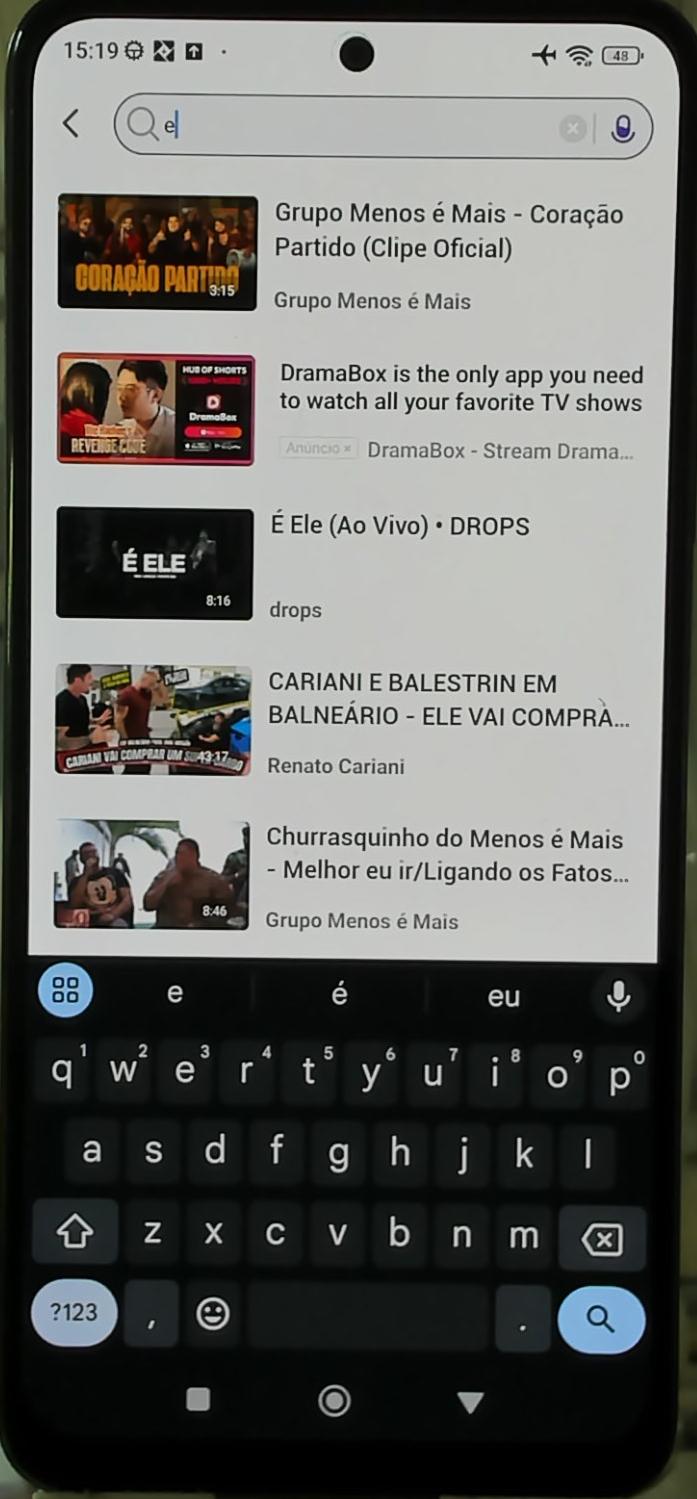 15:19
48
e
CORAÇÃO PARTIDO
3:15
Grupo Menos é Mais - Coração
Partido (Clipe Oficial)
Grupo Menos é Mais
HUB OF SHORTS
DramaBox
REVENGE CODE
DramaBox is the only app you need
to watch all your favorite TV shows
Anúncio ×
DramaBox - Stream Drama...
É ELE
8:16
É Ele (Ao Vivo) • DROPS
drops
CARIANI VAI COMPRAR UM
43:17
CARIANI E BALESTRIN EM
BALNEÁRIO - ELE VAI COMPRA...
Renato Cariani
8:46
Churrasquinho do Menos é Mais
- Melhor eu ir/Ligando os Fatos...
Grupo Menos é Mais
e é eu
q1 w2 e3 r4 t5 y6 u7 i8 o9 p0
a s d f g h j k l
z x c v b n m
?123 , .